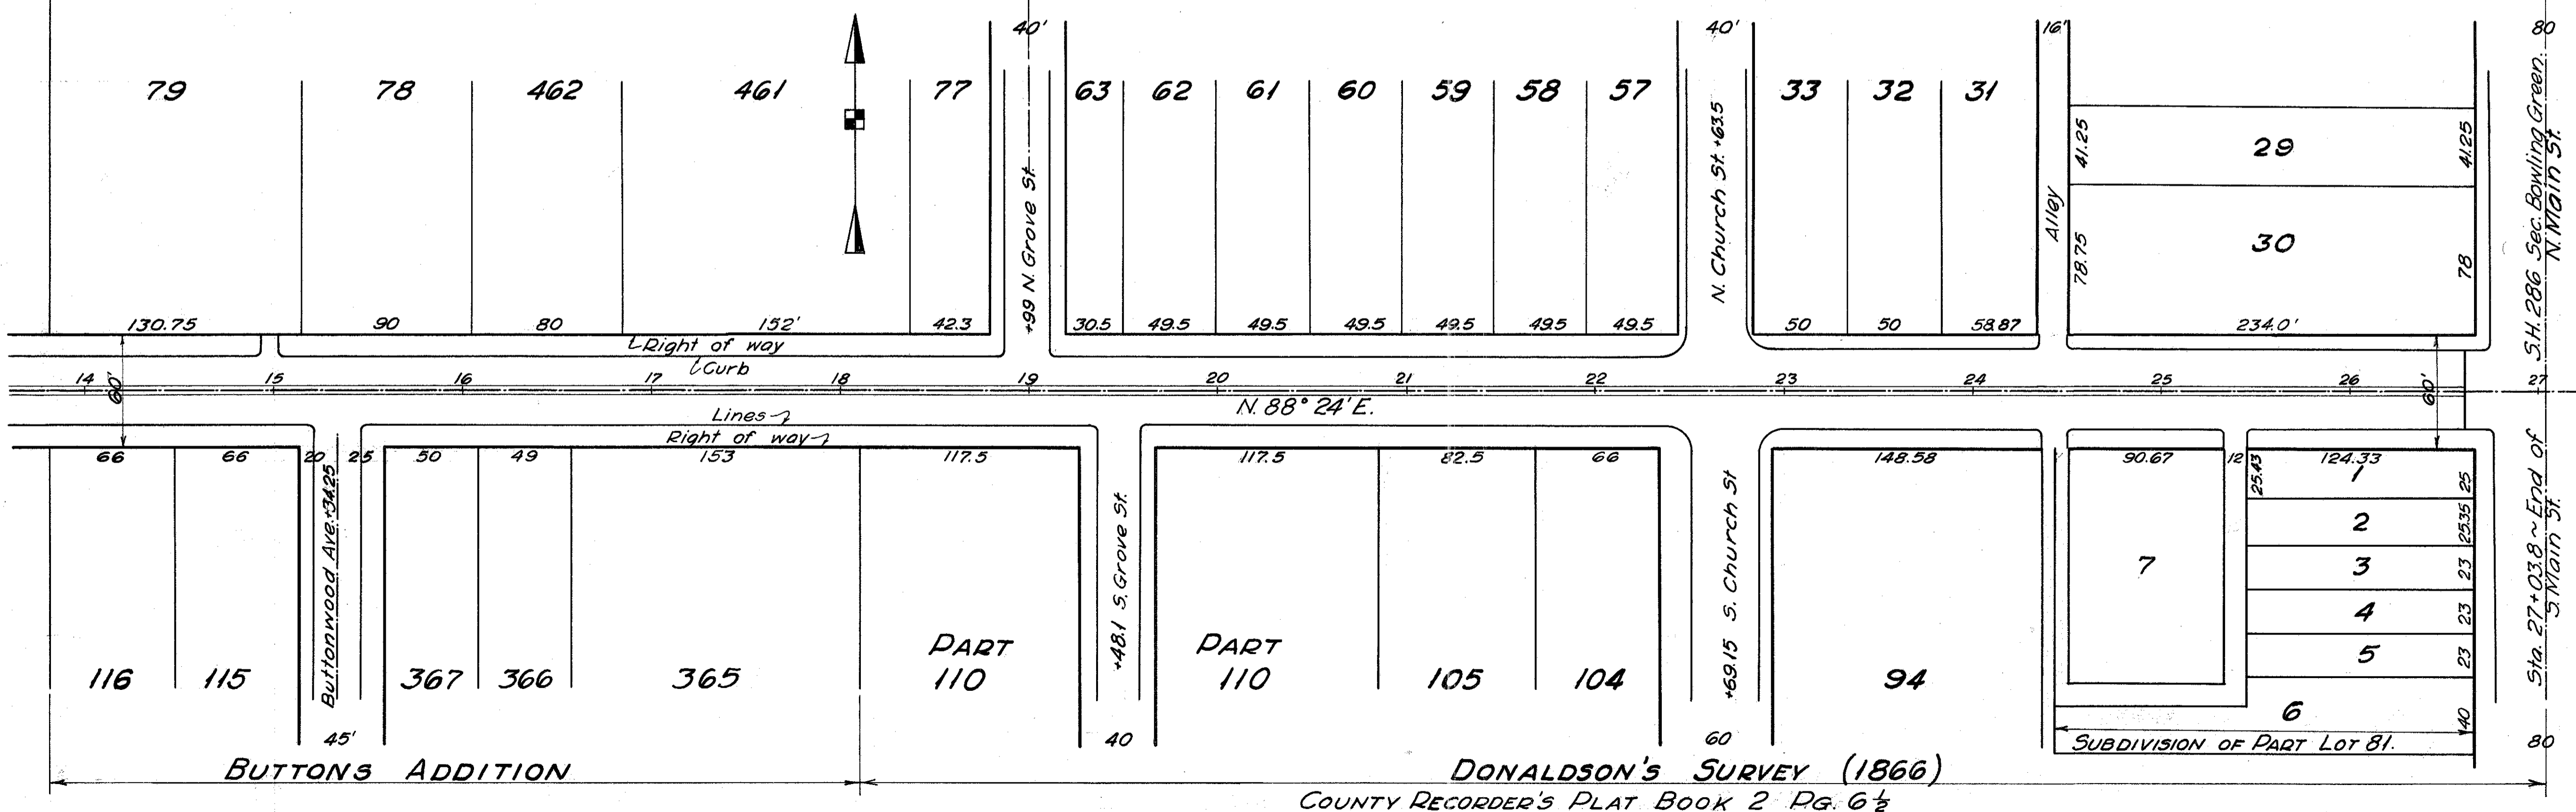 40' 40' 16' 80
79 78 462 461 77 63 62 61 60 59 58 57 33 32 31
41.25 29 41.25
78.75 30 78
+99 N. Grove St.
N. Church St. +63.5
Alley
S.H. 286 Sec. Bowling Green.
N. Main St.
130.75 90 80 152' 42.3 30.5 49.5 49.5 49.5 49.5 49.5 49.5 50 50 58.87 234.0'
Right of way
Curb
14 15 16 17 18 19 20 21 22 23 24 25 26 27
60' 60'
N. 88° 24' E.
Lines
Right of way
66 66 20 25 50 49 153 117.5 117.5 82.5 66 148.58 90.67 12 124.33
Buttonwood Ave. +34.25
+48.1 S. Grove St.
+69.15 S. Church St
25.43 1 25
2 25.35
7 3 23
4 23
5 23
6 40
Sta. 27+03.8 ~ End of
S. Main St.
PART PART
116 115 367 366 365 110 110 105 104 94
45' 40 60 80
SUBDIVISION OF PART LOT 81.
BUTTONS ADDITION
DONALDSON'S SURVEY (1866)
COUNTY RECORDER'S PLAT BOOK 2 PG. 6½